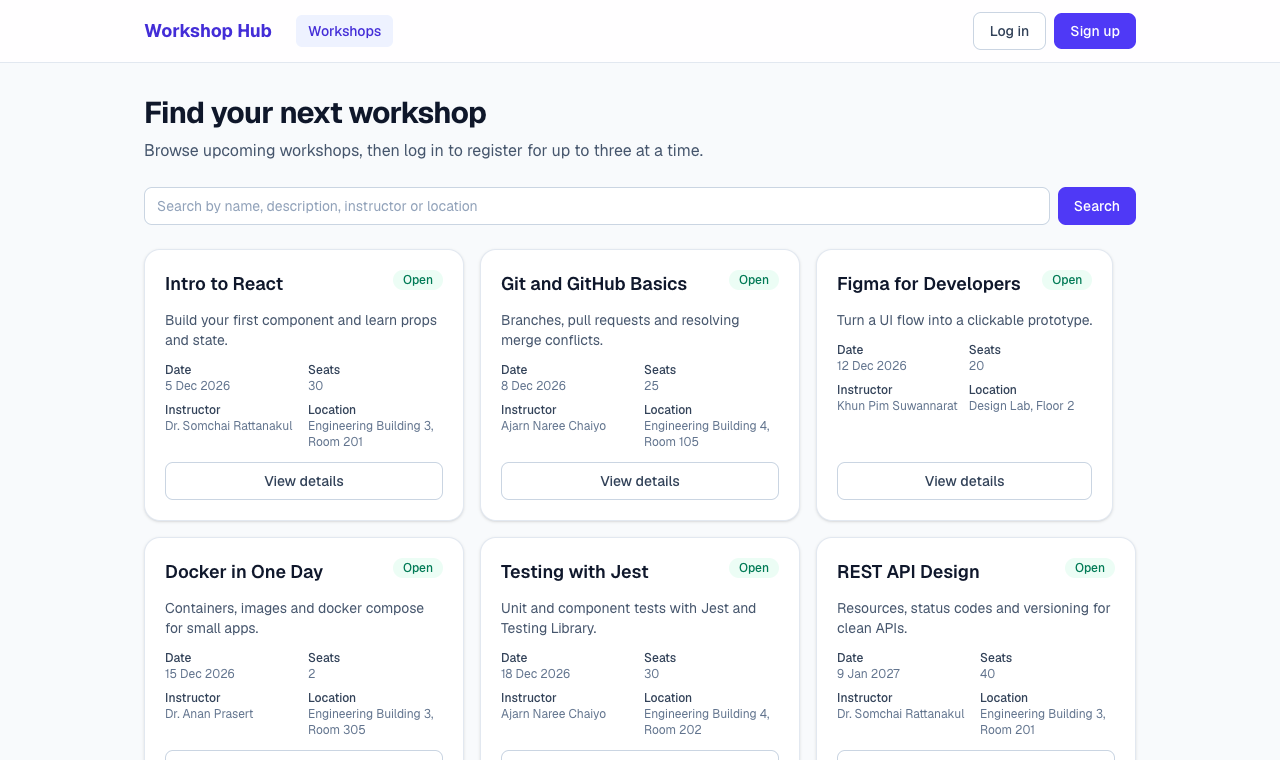 Workshop Hub
Workshops
Log in
Sign up
Find your next workshop
Browse upcoming workshops, then log in to register for up to three at a time.
Search by name, description, instructor or location
Search
Intro to React
Open
Build your first component and learn props
and state.
Date
Seats
5 Dec 2026
30
Instructor
Location
Dr. Somchai Rattanakul
Engineering Building 3,
Room 201
View details
Git and GitHub Basics
Open
Branches, pull requests and resolving
merge conflicts.
Date
Seats
8 Dec 2026
25
Instructor
Location
Ajarn Naree Chaiyo
Engineering Building 4,
Room 105
View details
Figma for Developers
Open
Turn a UI flow into a clickable prototype.
Date
Seats
12 Dec 2026
20
Instructor
Location
Khun Pim Suwannarat
Design Lab, Floor 2
View details
Docker in One Day
Open
Containers, images and docker compose
for small apps.
Date
Seats
15 Dec 2026
2
Instructor
Location
Dr. Anan Prasert
Engineering Building 3,
Room 305
Testing with Jest
Open
Unit and component tests with Jest and
Testing Library.
Date
Seats
18 Dec 2026
30
Instructor
Location
Ajarn Naree Chaiyo
Engineering Building 4,
Room 202
REST API Design
Open
Resources, status codes and versioning for
clean APIs.
Date
Seats
9 Jan 2027
40
Instructor
Location
Dr. Somchai Rattanakul
Engineering Building 3,
Room 201